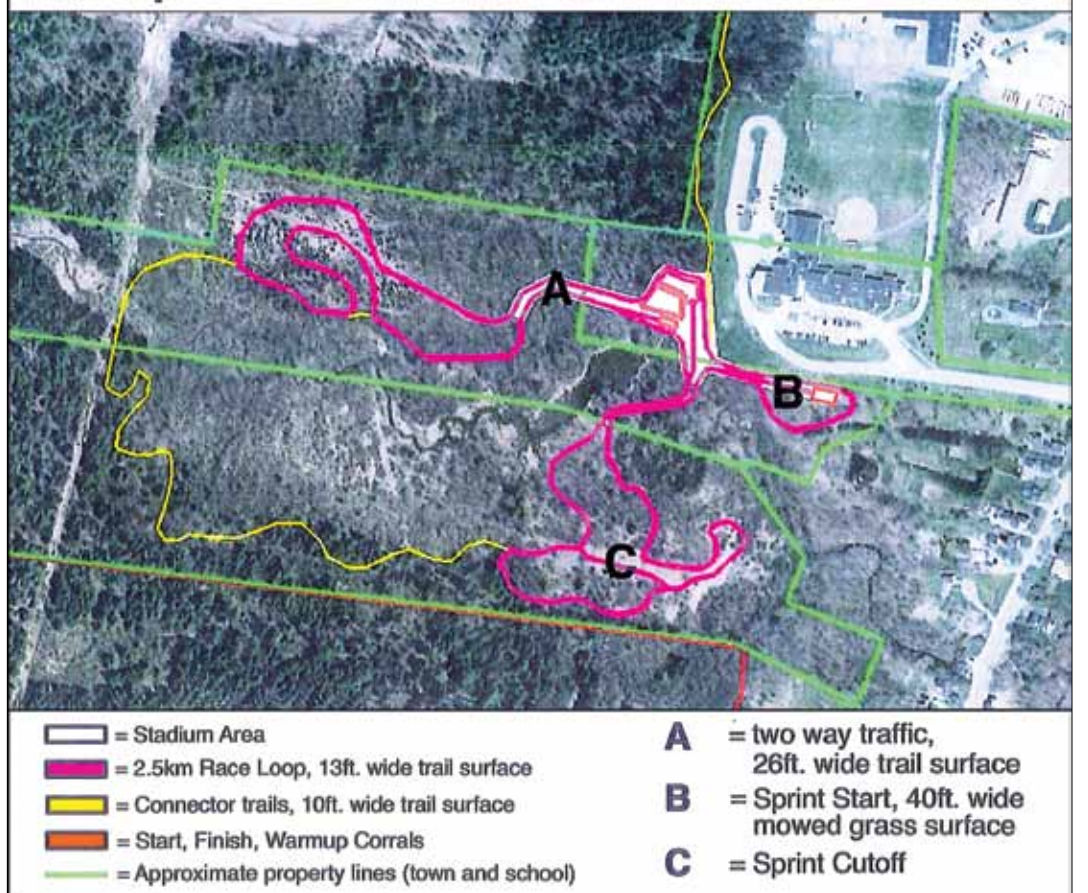 A
B
C
= Stadium Area
= 2.5km Race Loop, 13ft. wide trail surface
= Connector trails, 10ft. wide trail surface
= Start, Finish, Warmup Corrals
= Approximate property lines (town and school)
A = two way traffic,
26ft. wide trail surface
B = Sprint Start, 40ft. wide
mowed grass surface
C = Sprint Cutoff